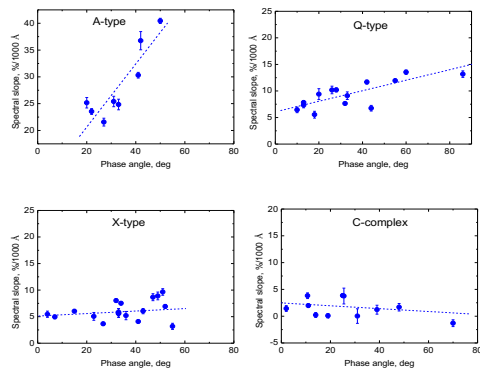 A-type
Spectral slope, %/1000 Å
40
35
30
25
20
0 20 40 60 80
Phase angle, deg
Q-type
Spectral slope, %/1000 Å
25
20
15
10
5
0
0 20 40 60 80
Phase angle, deg
X-type
Spectral slope, %/1000 Å
25
20
15
10
5
0
0 20 40 60 80
Phase angle, deg
C-complex
Spectral slope, %/1000 Å
20
15
10
5
0
-5
0 20 40 60 80
Phase angle, deg